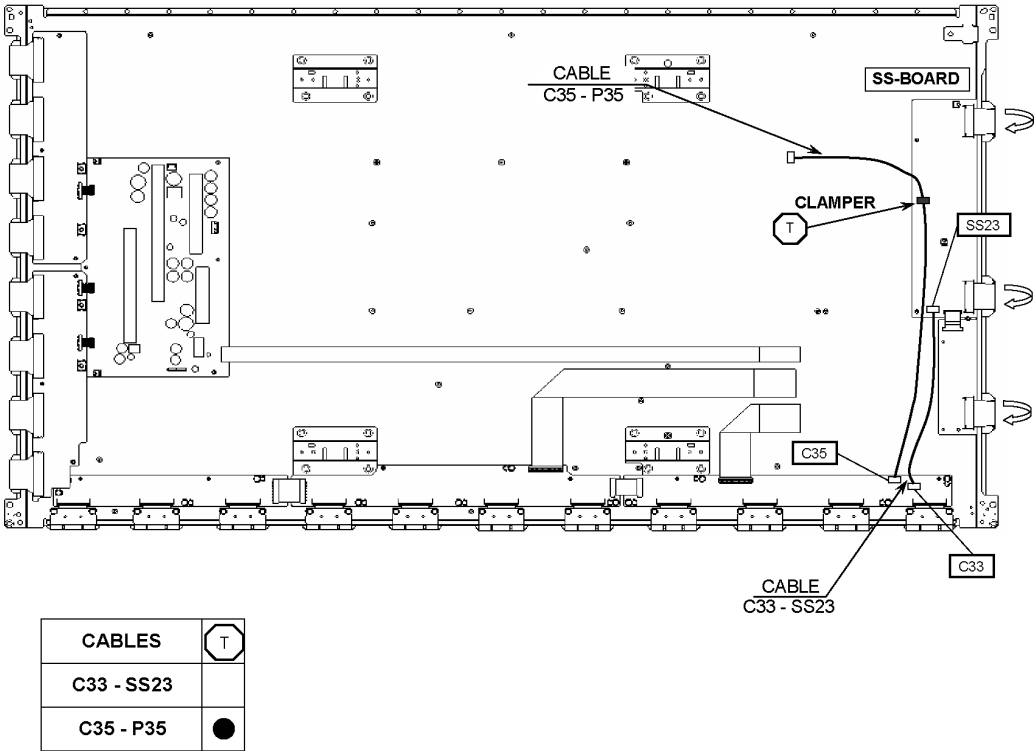 CABLE
C35 - P35
SS-BOARD
CLAMPER
T
SS23
C35
C33
CABLE
C33 - SS23
CABLES T
C33 - SS23
C35 - P35